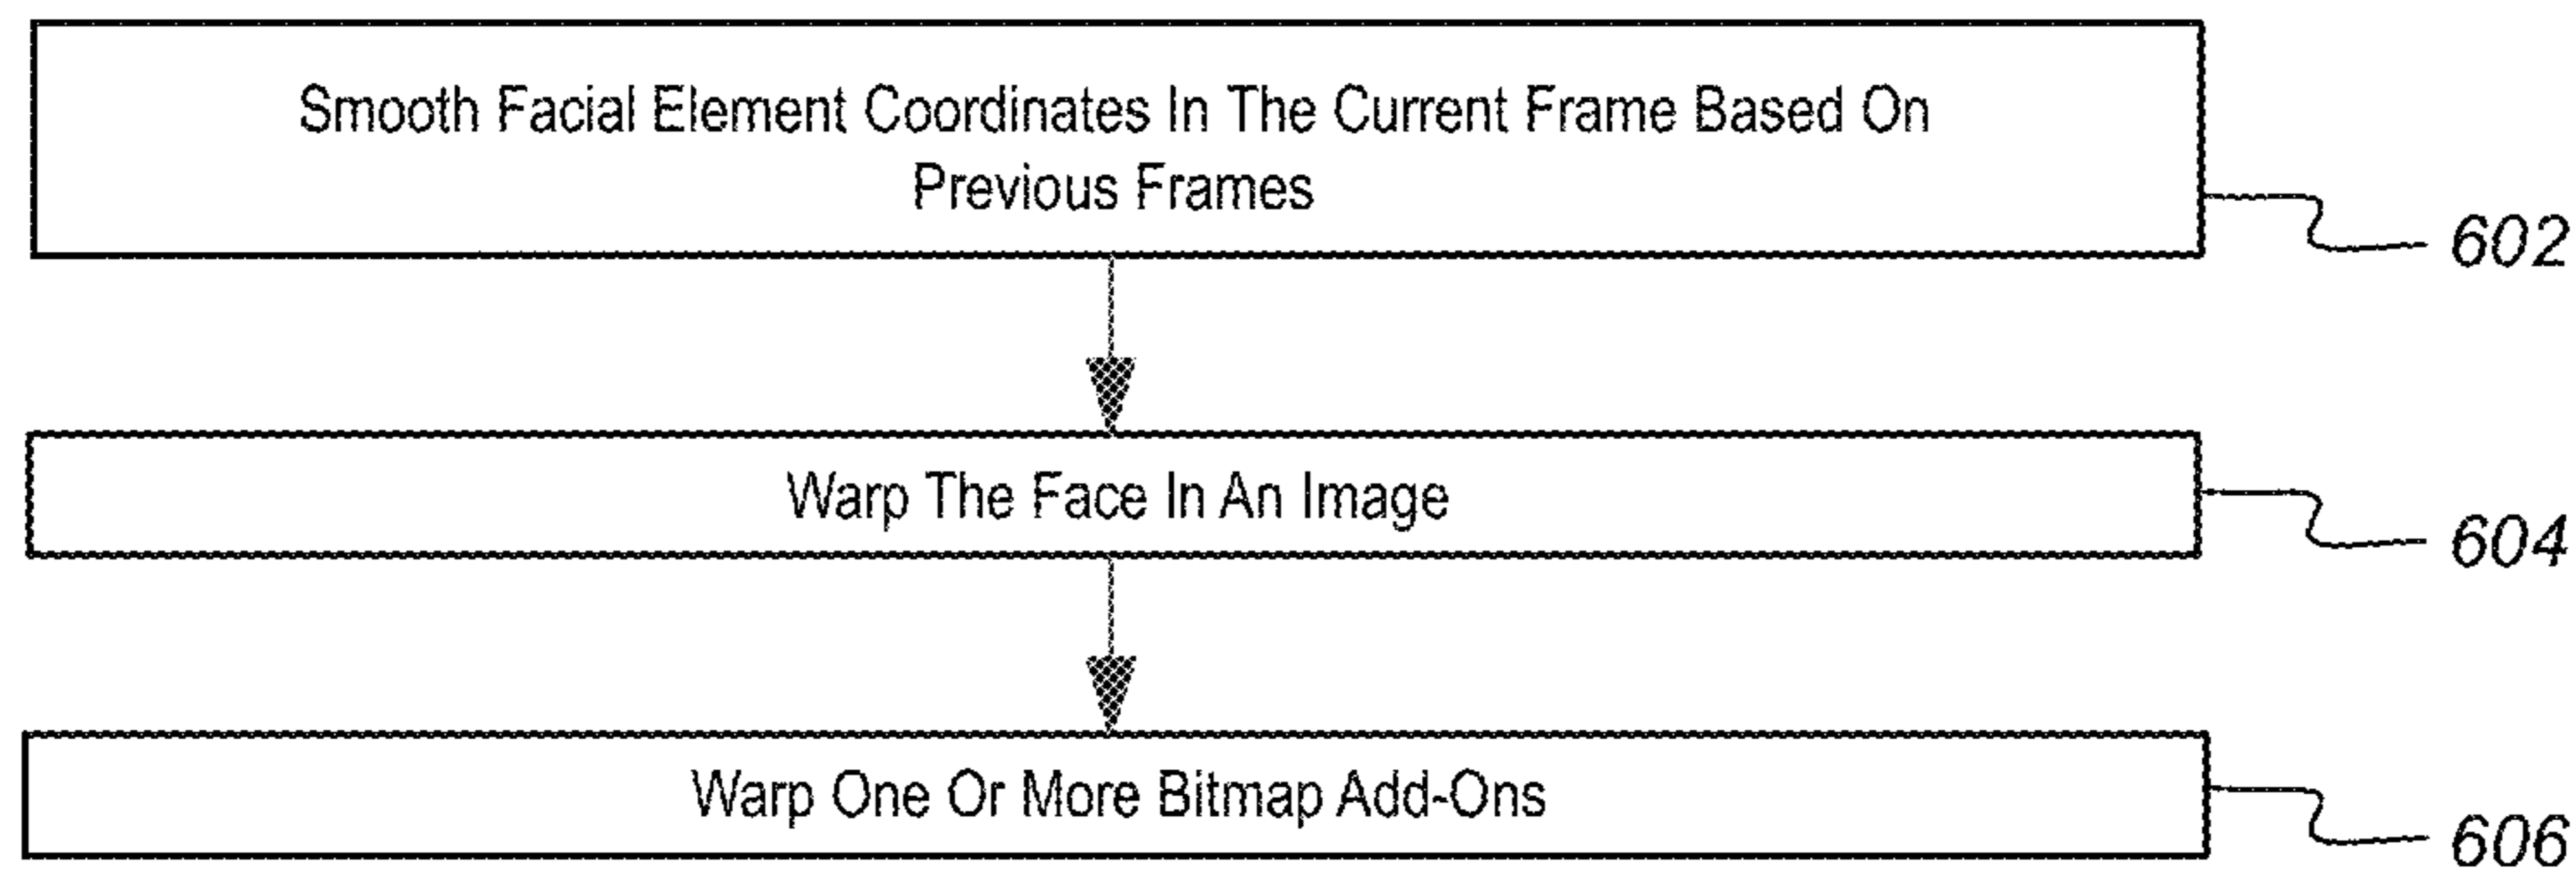 Smooth Facial Element Coordinates In The Current Frame Based On
Previous Frames
602
Warp The Face In An Image
604
Warp One Or More Bitmap Add-Ons
606